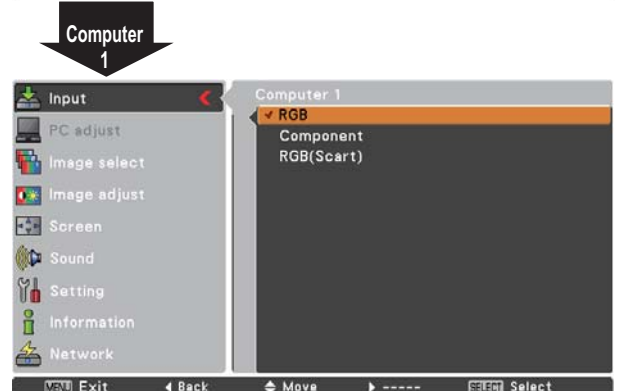 Computer
1
Input
Computer 1
RGB
Component
RGB(Scart)
PC adjust
Image select
Image adjust
Screen
Sound
Setting
Information
Network
MENU Exit
Back
Move
-----
SELECT Select